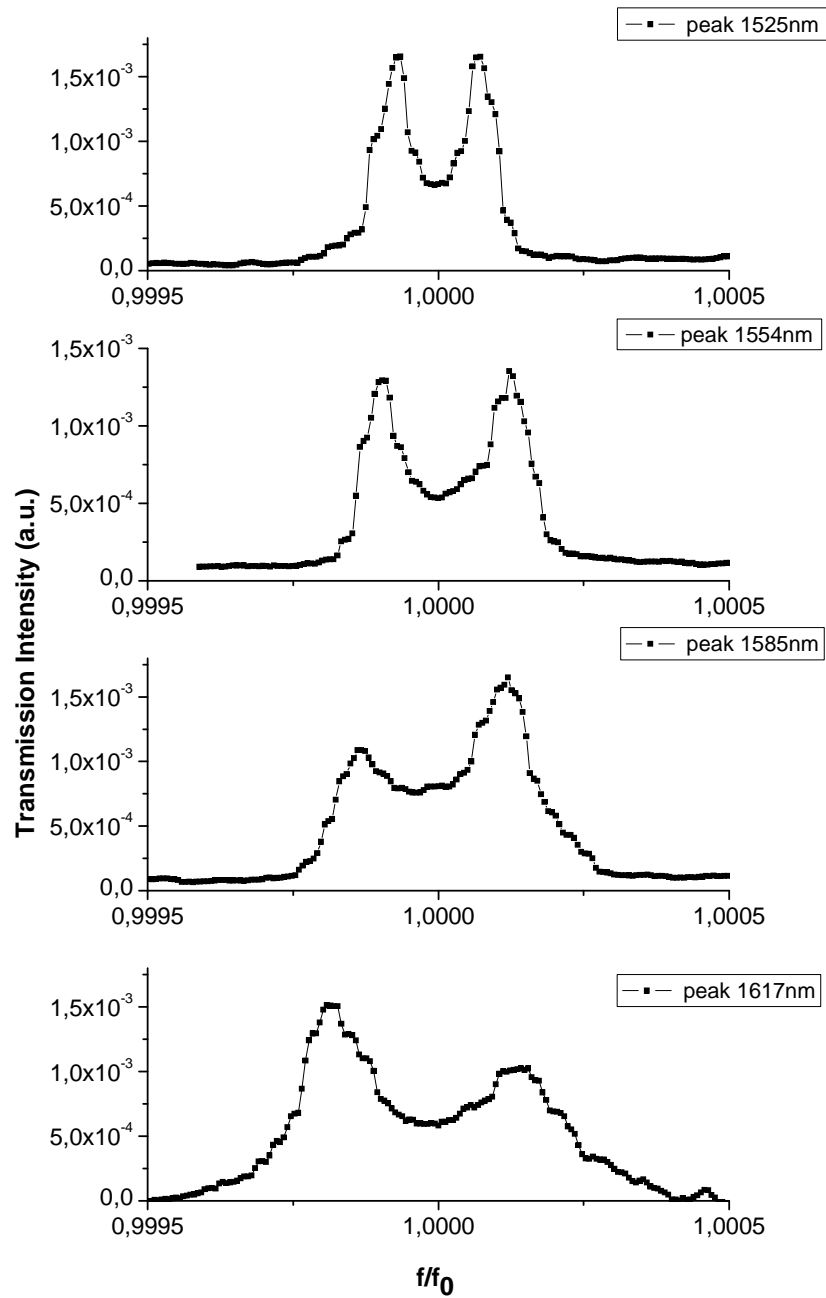 peak 1525nm
1,5x10-3
1,0x10-3
5,0x10-4
0,0
0,9995 1,0000 1,0005
peak 1554nm
1,5x10-3
1,0x10-3
5,0x10-4
0,0
0,9995 1,0000 1,0005
Transmission Intensity (a.u.)
peak 1585nm
1,5x10-3
1,0x10-3
5,0x10-4
0,0
0,9995 1,0000 1,0005
peak 1617nm
1,5x10-3
1,0x10-3
5,0x10-4
0,0
0,9995 1,0000 1,0005
f/f0